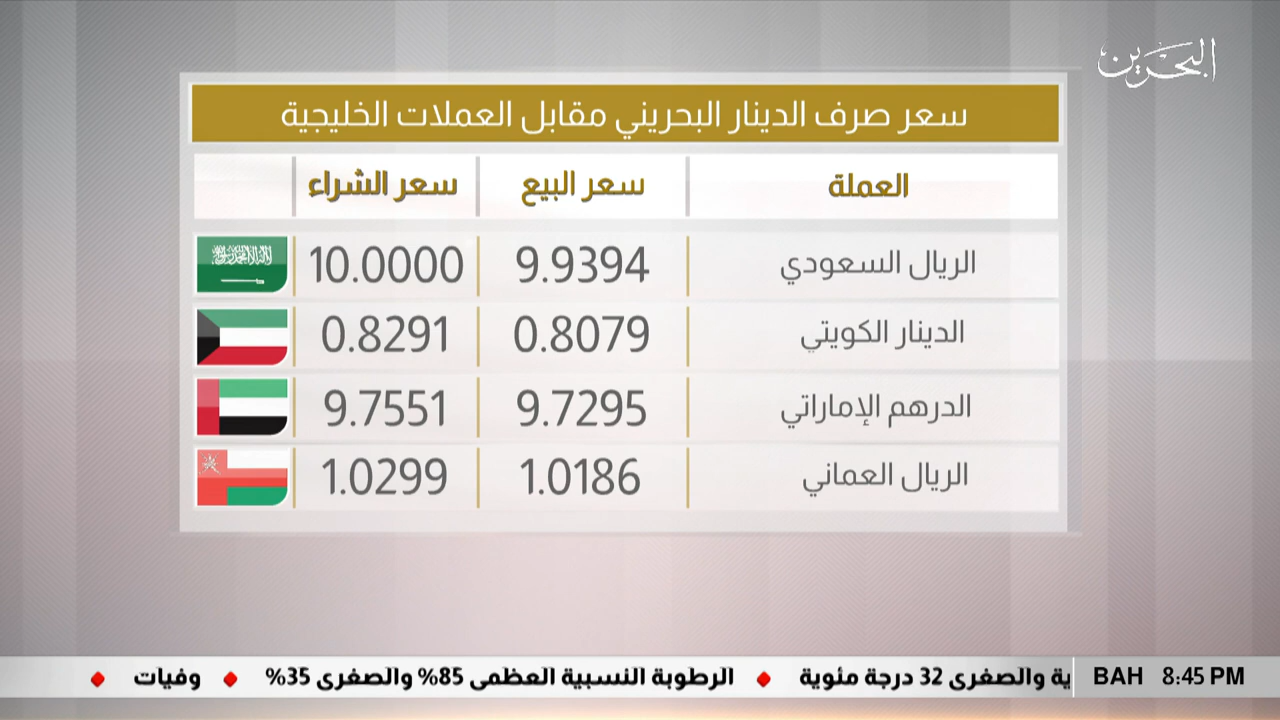 البحرين
سعر صرف الدينار البحريني مقابل العملات الخليجية
العملة سعر البيع سعر الشراء
الريال السعودي 9.9394 10.0000
الدينار الكويتي 0.8079 0.8291
الدرهم الإماراتي 9.7295 9.7551
الريال العماني 1.0186 1.0299
BAH 8:45 PM
ية والصغرى 32 درجة مئوية ♦ الرطوبة النسبية العظمى 85% والصغرى 35% ♦ وفيات ♦